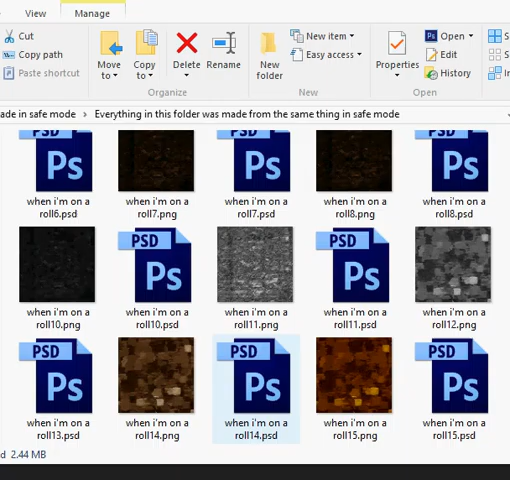 View Manage
Cut
Copy path
Paste shortcut
Move to
Copy to
Delete
Rename
Organize
New folder
New item
Easy access
New
Properties
Open
Edit
History
Open
ade in safe mode > Everything in this folder was made from the same thing in safe mode
PSD PSD PSD
Ps Ps Ps
when i'm on a when i'm on a when i'm on a when i'm on a when i'm on a
roll6.psd roll7.png roll7.psd roll8.png roll8.psd
PSD PSD
Ps Ps
when i'm on a when i'm on a when i'm on a when i'm on a when i'm on a
roll10.png roll10.psd roll11.png roll11.psd roll12.png
PSD PSD PSD
Ps Ps Ps
when i'm on a when i'm on a when i'm on a when i'm on a when i'm on a
roll13.psd roll14.png roll14.psd roll15.png roll15.psd
d 2.44 MB